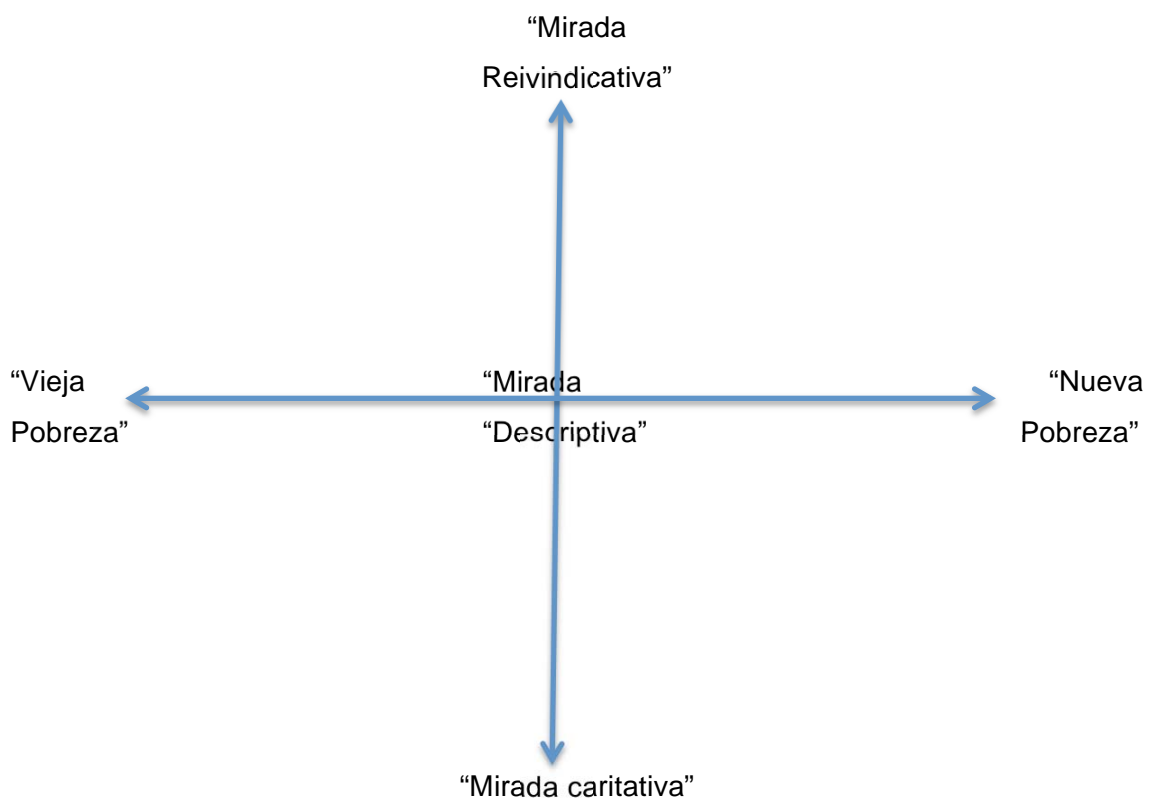 “Mirada
Reivindicativa”
“Vieja
Pobreza”
“Mirada
“Descriptiva”
“Nueva
Pobreza”
“Mirada caritativa”